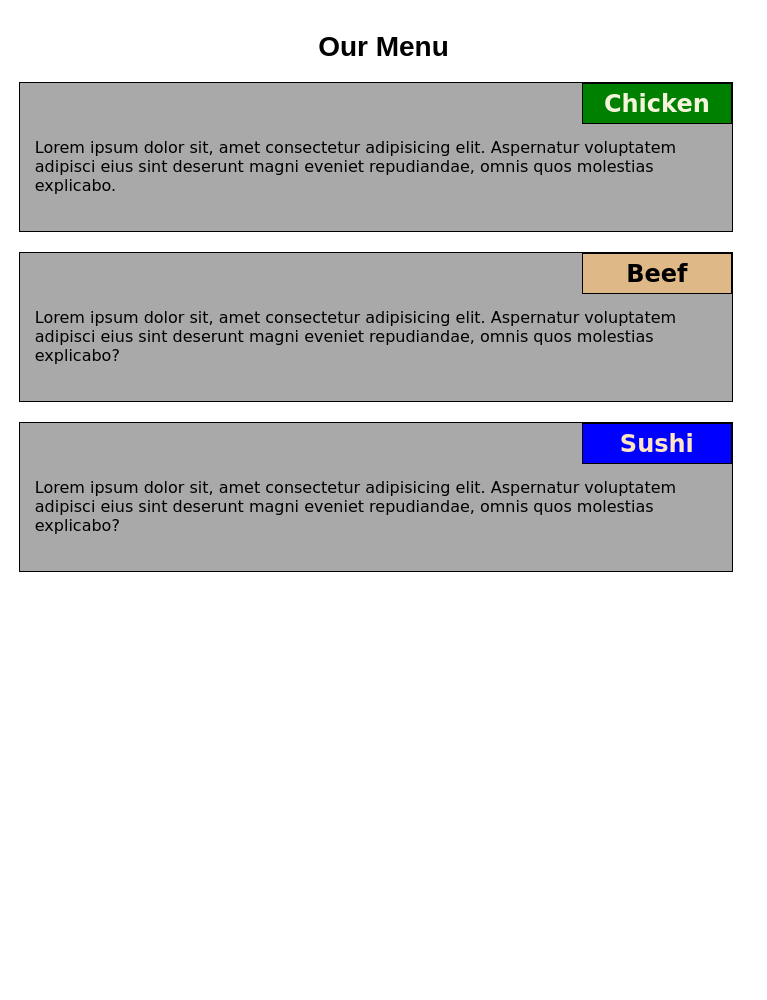 Our Menu
Chicken
Lorem ipsum dolor sit, amet consectetur adipisicing elit. Aspernatur voluptatem
adipisci eius sint deserunt magni eveniet repudiandae, omnis quos molestias
explicabo.
Beef
Lorem ipsum dolor sit, amet consectetur adipisicing elit. Aspernatur voluptatem
adipisci eius sint deserunt magni eveniet repudiandae, omnis quos molestias
explicabo?
Sushi
Lorem ipsum dolor sit, amet consectetur adipisicing elit. Aspernatur voluptatem
adipisci eius sint deserunt magni eveniet repudiandae, omnis quos molestias
explicabo?